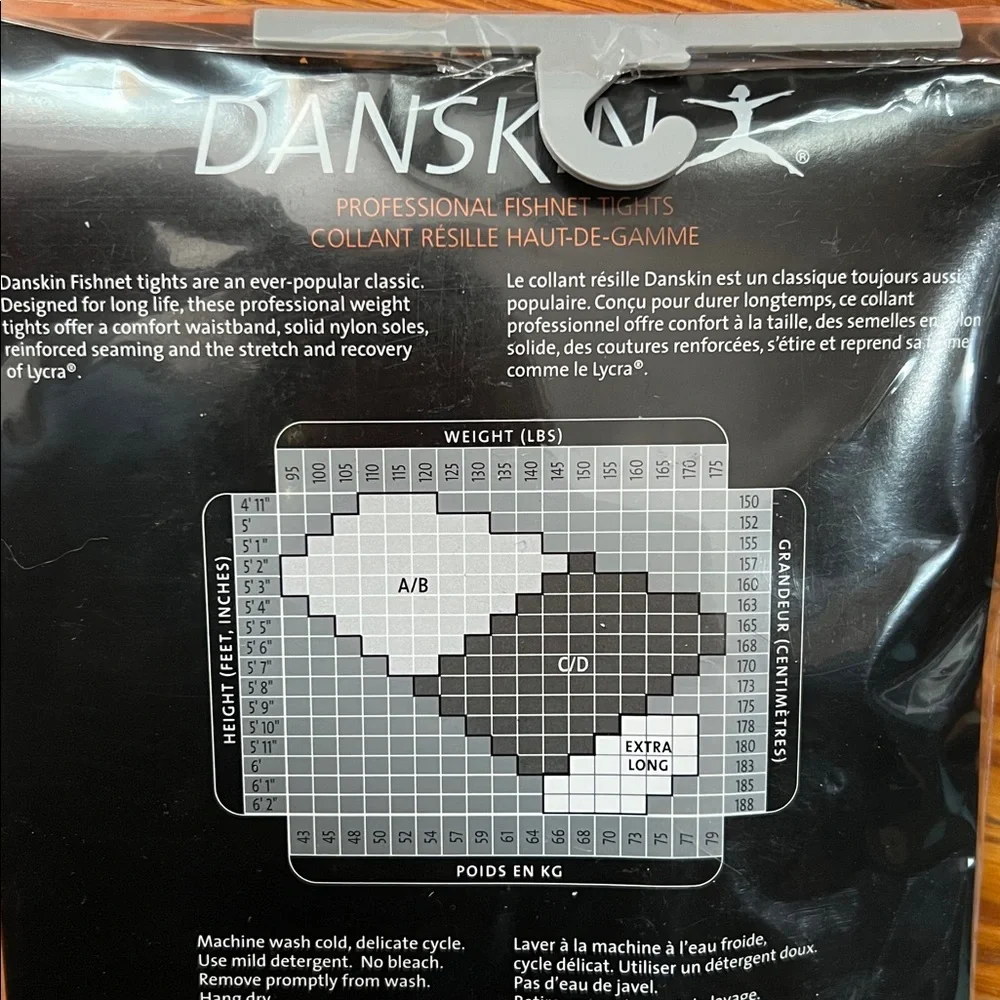 DANSKIN®
PROFESSIONAL FISHNET TIGHTS
COLLANT RÉSILLE HAUT-DE-GAMME
Danskin Fishnet tights are an ever-popular classic.
Designed for long life, these professional weight
tights offer a comfort waistband, solid nylon soles,
reinforced seaming and the stretch and recovery
of Lycra®.
Le collant résille Danskin est un classique toujours aussi
populaire. Conçu pour durer longtemps, ce collant
professionnel offre confort à la taille, des semelles en nylon
solide, des coutures renforcées, s'étire et reprend sa forme
comme le Lycra®.
WEIGHT (LBS)
95 100 105 110 115 120 125 130 135 140 145 150 155 160 165 170 175
HEIGHT (FEET, INCHES)
4' 11" 150
5' 152
5' 1" 155
5' 2" 157
5' 3" A/B 160
5' 4" 163
5' 5" 165
5' 6" 168
5' 7" C/D 170
5' 8" 173
5' 9" 175
5' 10" 178
5' 11" EXTRA 180
6' LONG 183
6' 1" 185
6' 2" 188
GRANDEUR (CENTIMÈTRES)
43 45 48 50 52 54 57 59 61 64 66 68 70 73 75 77 79
POIDS EN KG
Machine wash cold, delicate cycle.
Use mild detergent. No bleach.
Remove promptly from wash.
Hang dry
Laver à la machine à l'eau froide,
cycle délicat. Utiliser un détergent doux.
Pas d'eau de javel.
lavage.